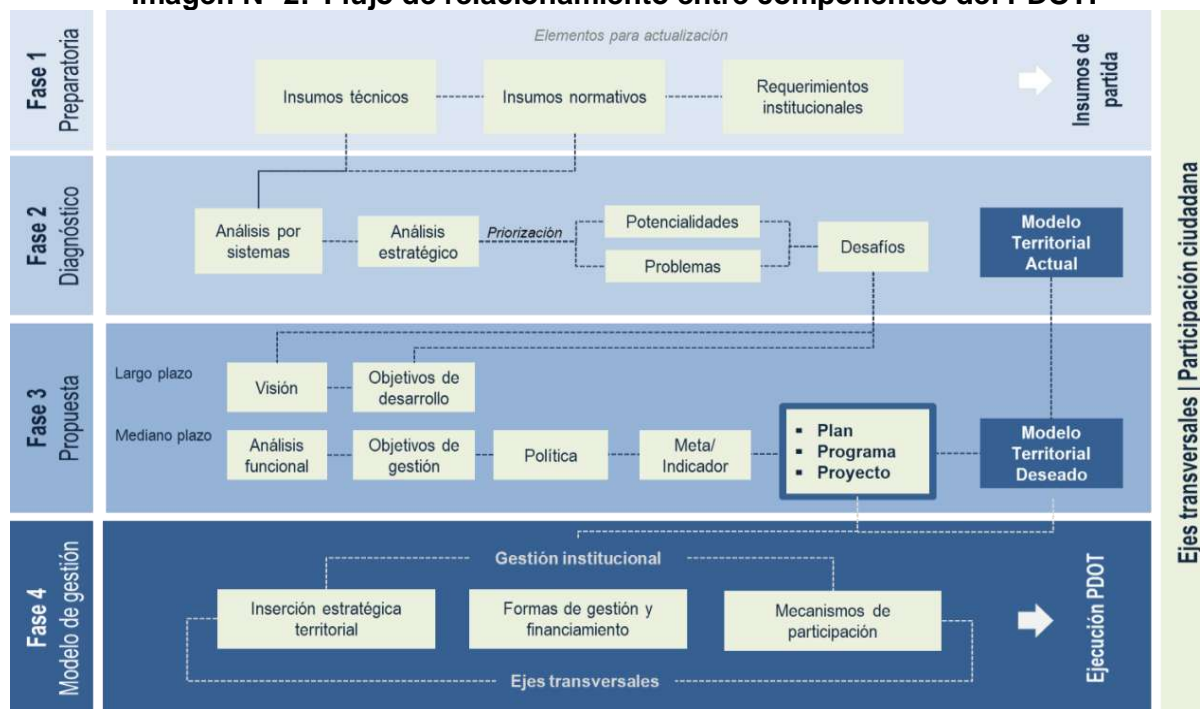 Imagen N° 2: Flujo de relacionamiento entre componentes del PDOT.
Fase 1
Preparatoria
Elementos para actualización
Insumos técnicos
Insumos normativos
Requerimientos
institucionales
Insumos de
partida
Fase 2
Diagnóstico
Análisis por
sistemas
Análisis
estratégico
Priorización
Potencialidades
Problemas
Desafíos
Modelo
Territorial
Actual
Fase 3
Propuesta
Largo plazo
Visión
Objetivos de
desarrollo
Mediano plazo
Análisis
funcional
Objetivos de
gestión
Política
Meta/
Indicador
▪ Plan
▪ Programa
▪ Proyecto
Modelo
Territorial
Deseado
Fase 4
Modelo de gestión
Gestión institucional
Inserción estratégica
territorial
Formas de gestión y
financiamiento
Mecanismos de
participación
Ejes transversales
Ejecución PDOT
Ejes transversales | Participación ciudadana